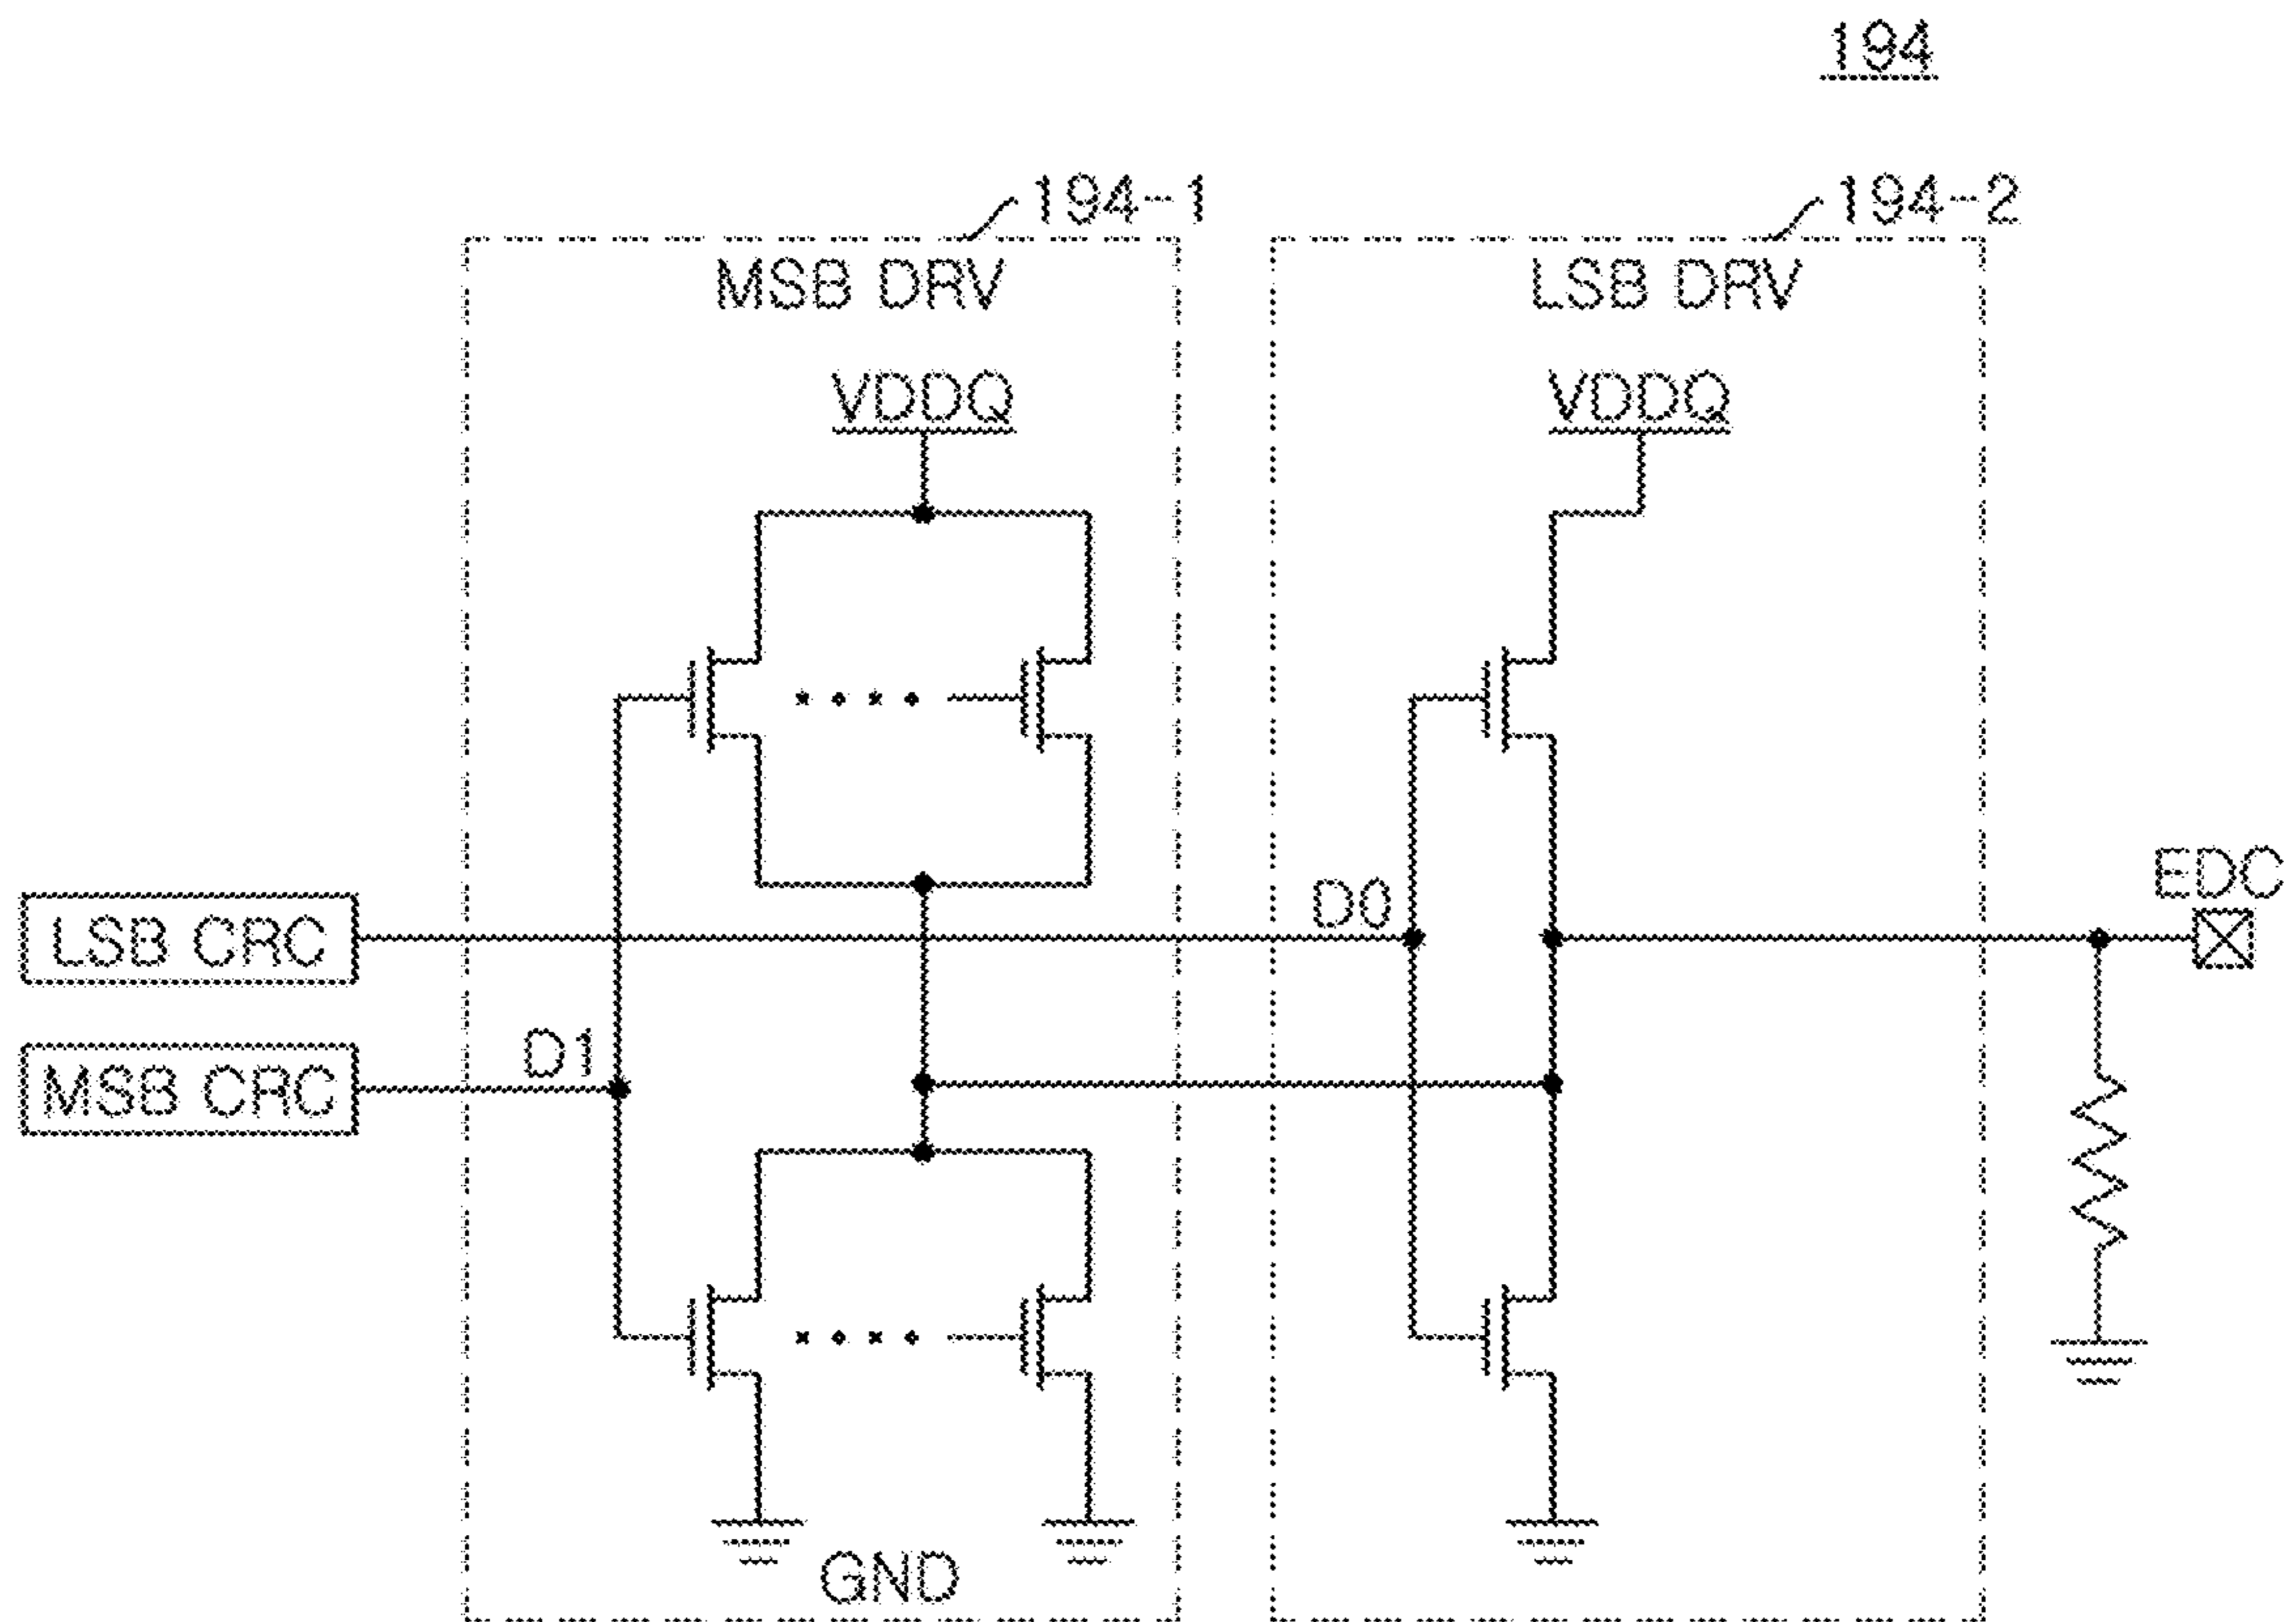 194
194-1
194-2
MSB DRV
LSB DRV
VDDQ
VDDQ
EDC
D0
LSB CRC
D1
MSB CRC
GND